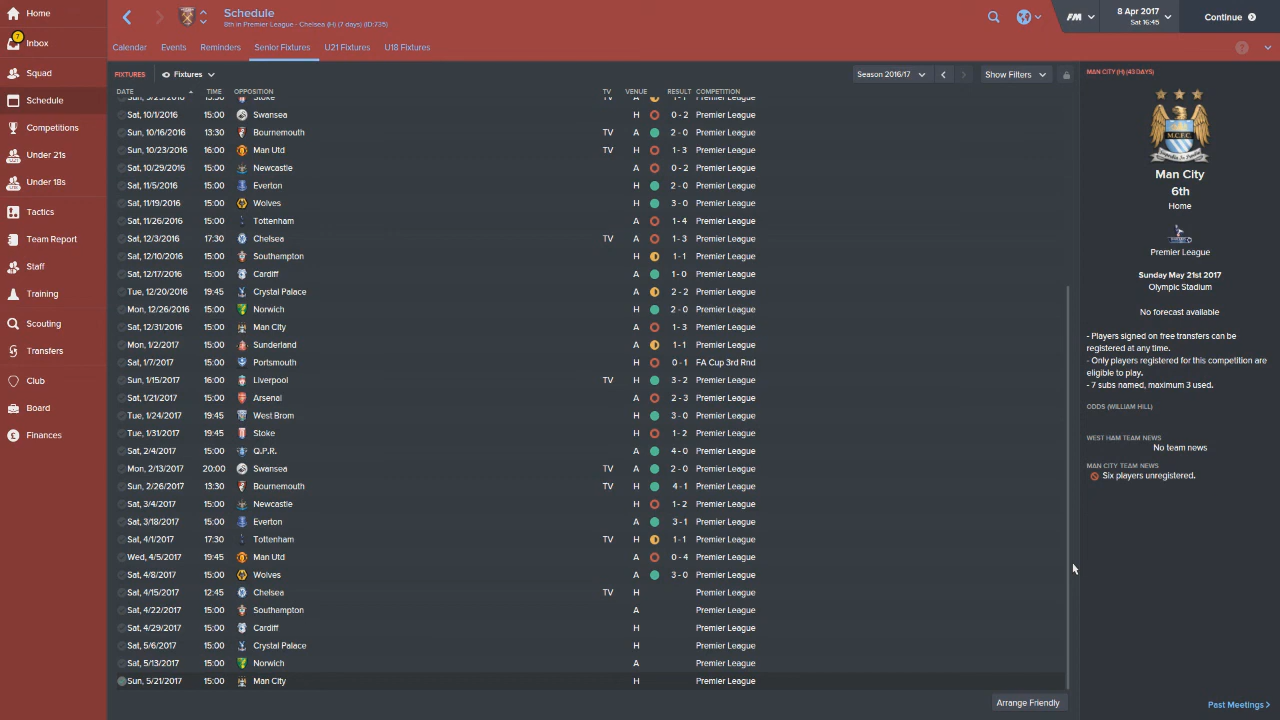 Home
Schedule
8th in Premier League - Chelsea (H) (7 days) (ID:735)
FM
8 Apr 2017
Sat 16:45
Continue
7
Inbox
Calendar
Events
Reminders
Senior Fixtures
U21 Fixtures
U18 Fixtures
Squad
Schedule
Competitions
Under 21s
Under 18s
Tactics
Team Report
Staff
Training
Scouting
Transfers
Club
Board
Finances
FIXTURES Fixtures Season 2016/17 Show Filters
DATE TIME OPPOSITION TV VENUE RESULT COMPETITION
Stoke TV A 1-1 Premier League
Sat, 10/1/2016 15:00 Swansea H 0 - 2 Premier League
Sun, 10/16/2016 13:30 Bournemouth TV A 2 - 0 Premier League
Sun, 10/23/2016 16:00 Man Utd TV H 1 - 3 Premier League
Sat, 10/29/2016 15:00 Newcastle A 0 - 2 Premier League
Sat, 11/5/2016 15:00 Everton H 2 - 0 Premier League
Sat, 11/19/2016 15:00 Wolves H 3 - 0 Premier League
Sat, 11/26/2016 15:00 Tottenham A 1 - 4 Premier League
Sat, 12/3/2016 17:30 Chelsea TV A 1 - 3 Premier League
Sat, 12/10/2016 15:00 Southampton H 1 - 1 Premier League
Sat, 12/17/2016 15:00 Cardiff A 1 - 0 Premier League
Tue, 12/20/2016 19:45 Crystal Palace A 2 - 2 Premier League
Mon, 12/26/2016 15:00 Norwich H 2 - 0 Premier League
Sat, 12/31/2016 15:00 Man City A 1 - 3 Premier League
Mon, 1/2/2017 15:00 Sunderland A 1 - 1 Premier League
Sat, 1/7/2017 15:00 Portsmouth H 0 - 1 FA Cup 3rd Rnd
Sun, 1/15/2017 16:00 Liverpool TV H 3 - 2 Premier League
Sat, 1/21/2017 15:00 Arsenal A 2 - 3 Premier League
Tue, 1/24/2017 19:45 West Brom H 3 - 0 Premier League
Tue, 1/31/2017 19:45 Stoke H 1 - 2 Premier League
Sat, 2/4/2017 15:00 Q.P.R. A 4 - 0 Premier League
Mon, 2/13/2017 20:00 Swansea TV A 2 - 0 Premier League
Sun, 2/26/2017 13:30 Bournemouth TV H 4 - 1 Premier League
Sat, 3/4/2017 15:00 Newcastle H 1 - 2 Premier League
Sat, 3/18/2017 15:00 Everton A 3 - 1 Premier League
Sat, 4/1/2017 17:30 Tottenham TV H 1 - 1 Premier League
Wed, 4/5/2017 19:45 Man Utd A 0 - 4 Premier League
Sat, 4/8/2017 15:00 Wolves A 3 - 0 Premier League
Sat, 4/15/2017 12:45 Chelsea TV H Premier League
Sat, 4/22/2017 15:00 Southampton A Premier League
Sat, 4/29/2017 15:00 Cardiff H Premier League
Sat, 5/6/2017 15:00 Crystal Palace H Premier League
Sat, 5/13/2017 15:00 Norwich A Premier League
Sun, 5/21/2017 15:00 Man City H Premier League
Arrange Friendly
MAN CITY (H) (43 DAYS)
M.C.F.C.
Man City
6th
Home
Premier League
Sunday May 21st 2017
Olympic Stadium
No forecast available
- Players signed on free transfers can be
registered at any time.
- Only players registered for this competition are
eligible to play.
- 7 subs named, maximum 3 used.
ODDS (WILLIAM HILL)
WEST HAM TEAM NEWS
No team news
MAN CITY TEAM NEWS
Six players unregistered.
Past Meetings >